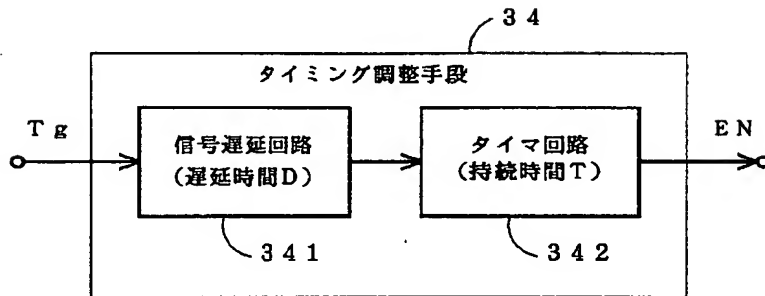 34
タイミング調整手段
Tg
信号遅延回路
(遅延時間D)
タイマ回路
(持続時間T)
EN
341
342